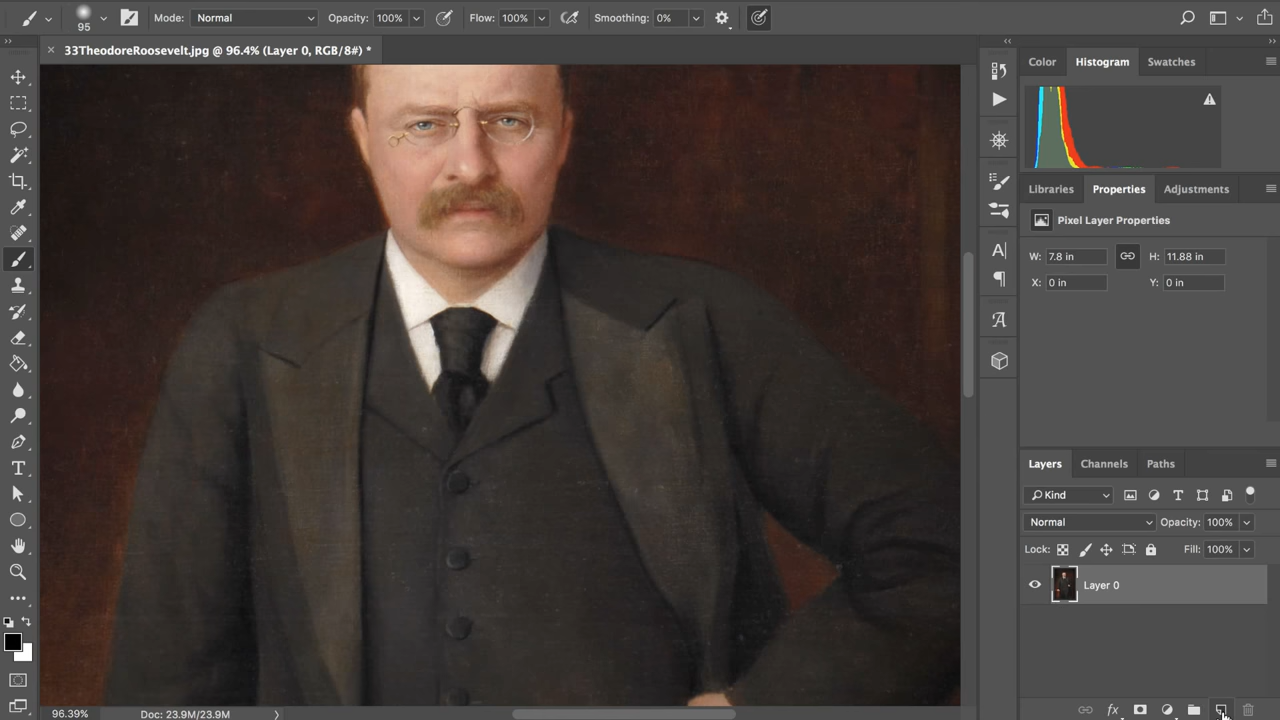 95
Mode: Normal
Opacity: 100%
Flow: 100%
Smoothing: 0%
33TheodoreRoosevelt.jpg @ 96.4% (Layer 0, RGB/8#) *
Color
Histogram
Swatches
Libraries
Properties
Adjustments
Pixel Layer Properties
W: 7.8 in
H: 11.88 in
X: 0 in
Y: 0 in
Layers
Channels
Paths
Kind
Normal
Opacity: 100%
Lock:
Fill: 100%
Layer 0
fx
96.39%
Doc: 23.9M/23.9M